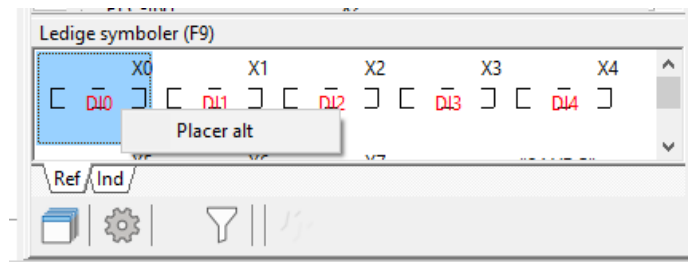 Ledige symboler (F9)
X0 X1 X2 X3 X4
DI0 DI1 DI2 DI3 DI4
Placer alt
X5 X6 X7
Ref Ind